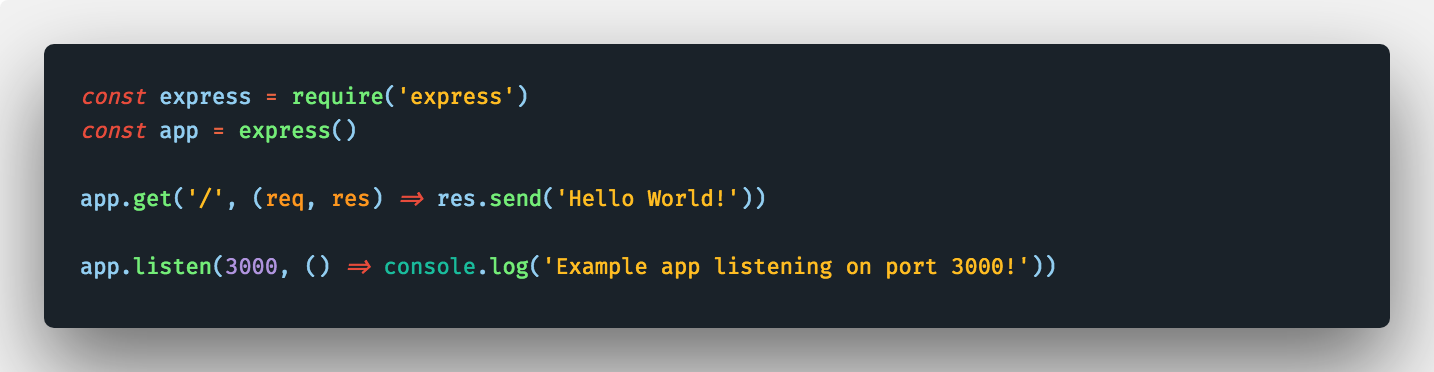 const express = require('express')
const app = express()
app.get('/', (req, res) => res.send('Hello World!'))
app.listen(3000, () => console.log('Example app listening on port 3000!'))